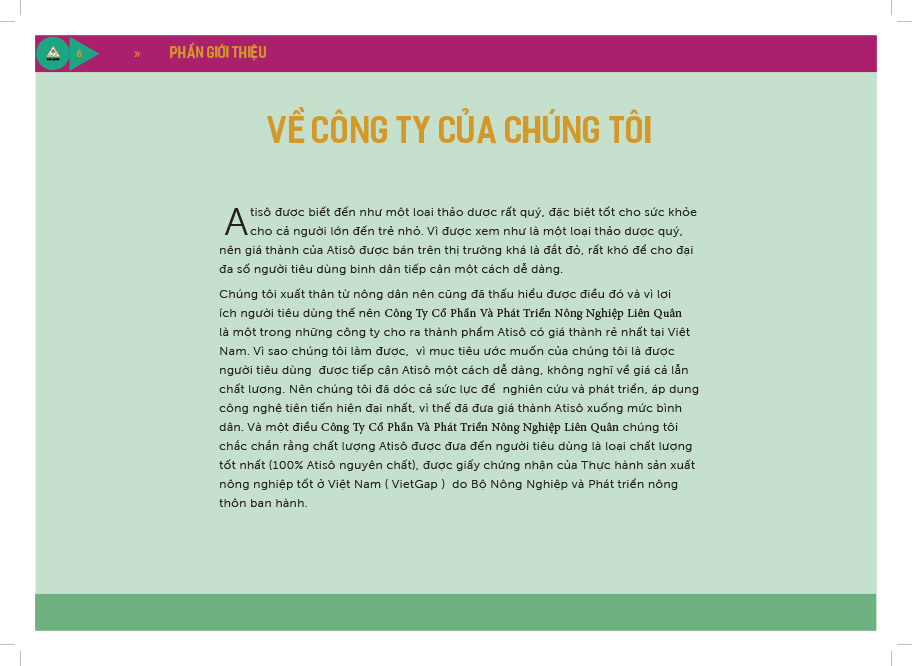 6 » PHẦN GIỚI THIỆU
VỀ CÔNG TY CỦA CHÚNG TÔI
Atisô được biết đến như một loại thảo dược rất quý, đặc biệt tốt cho sức khỏe
cho cả người lớn đến trẻ nhỏ. Vì được xem như là một loại thảo dược quý,
nên giá thành của Atisô được bán trên thị trường khá là đắt đỏ, rất khó để cho đại
đa số người tiêu dùng bình dân tiếp cận một cách dễ dàng.
Chúng tôi xuất thân từ nông dân nên cũng đã thấu hiểu được điều đó và vì lợi
ích người tiêu dùng thế nên Công Ty Cổ Phần Và Phát Triển Nông Nghiệp Liên Quân
là một trong những công ty cho ra thành phẩm Atisô có giá thành rẻ nhất tại Việt
Nam. Vì sao chúng tôi làm được,  vì mục tiêu ước muốn của chúng tôi là được
người tiêu dùng  được tiếp cận Atisô một cách dễ dàng, không nghĩ về giá cả lẫn
chất lượng. Nên chúng tôi đã dóc cả sức lực để  nghiên cứu và phát triển, áp dụng
công nghệ tiên tiến hiện đại nhất, vì thế đã đưa giá thành Atisô xuống mức bình
dân. Và một điều Công Ty Cổ Phần Và Phát Triển Nông Nghiệp Liên Quân chúng tôi
chắc chắn rằng chất lượng Atisô được đưa đến người tiêu dùng là loại chất lượng
tốt nhất (100% Atisô nguyên chất), được giấy chứng nhận của Thực hành sản xuất
nông nghiệp tốt ở Việt Nam ( VietGap )  do Bộ Nông Nghiệp và Phát triển nông
thôn ban hành.